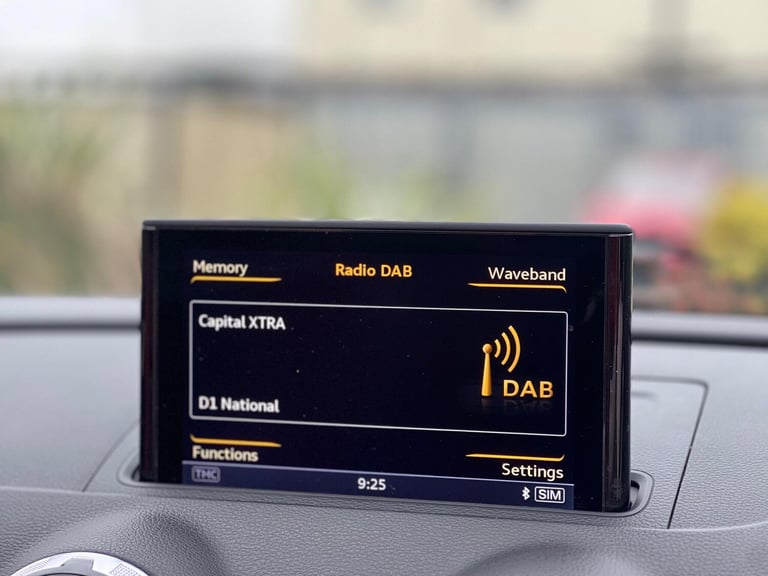 Memory
Radio DAB
Waveband
Capital XTRA
DAB
D1 National
Functions
Settings
TMC
9:25
SIM